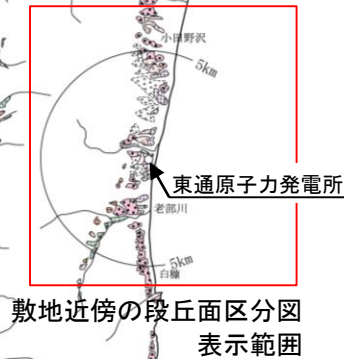 小田野沢
5km
東通原子力発電所
老部川
5km
白糠
敷地近傍の段丘面区分図
表示範囲